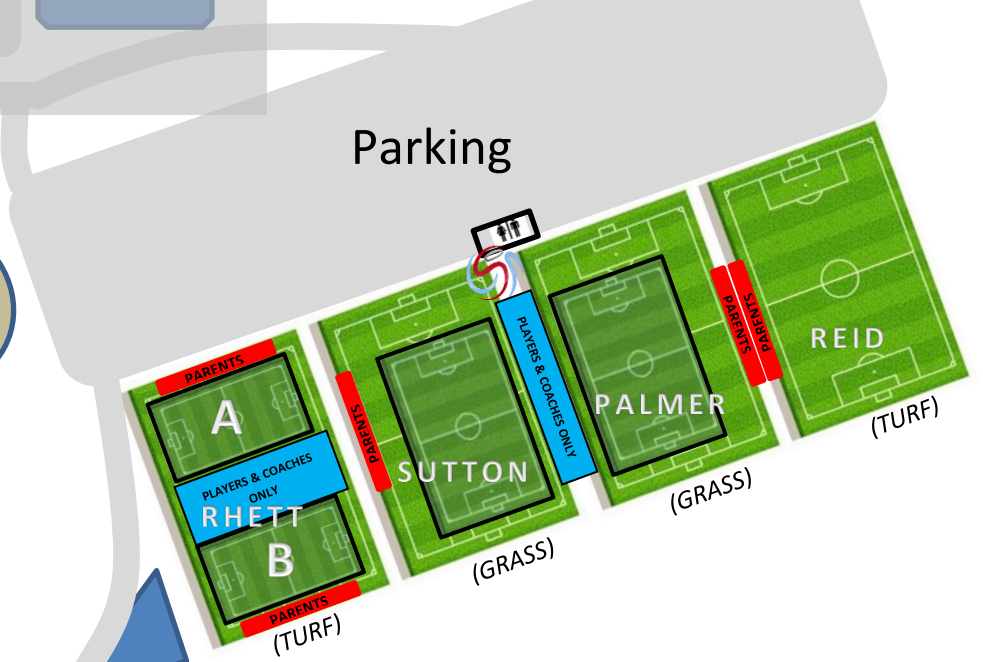 Parking
PARENTS
A
PLAYERS & COACHES
ONLY
RHETT
B
PARENTS
(TURF)
PARENTS
SUTTON
(GRASS)
PLAYERS & COACHES ONLY
PALMER
(GRASS)
PARENTS
PARENTS
REID
(TURF)